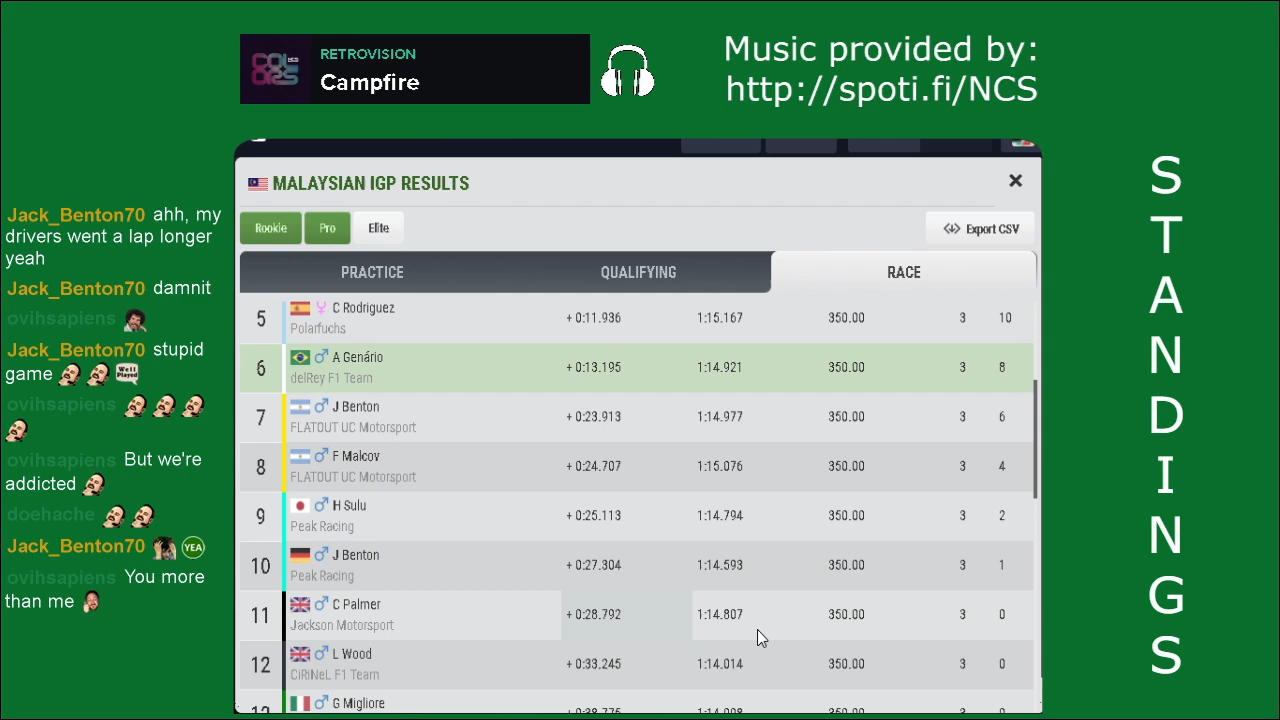 RETROVISION
Campfire
Music provided by:
http://spoti.fi/NCS
Jack_Benton70 ahh, my
drivers went a lap longer
yeah
Jack_Benton70 damnit
ovihsapiens
Jack_Benton70 stupid
game Well Played
ovihsapiens
ovihsapiens But we're
addicted
doehache
Jack_Benton70 YEA
ovihsapiens You more
than me
MALAYSIAN IGP RESULTS
Rookie Pro Elite Export CSV
PRACTICE QUALIFYING RACE
5 C Rodriguez + 0:11.936 1:15.167 350.00 3 10
Polarfuchs
6 A Genário + 0:13.195 1:14.921 350.00 3 8
delRey F1 Team
7 J Benton + 0:23.913 1:14.977 350.00 3 6
FLATOUT UC Motorsport
8 F Malcov + 0:24.707 1:15.076 350.00 3 4
FLATOUT UC Motorsport
9 H Sulu + 0:25.113 1:14.794 350.00 3 2
Peak Racing
10 J Benton + 0:27.304 1:14.593 350.00 3 1
Peak Racing
11 C Palmer + 0:28.792 1:14.807 350.00 3 0
Jackson Motorsport
12 L Wood + 0:33.245 1:14.014 350.00 3 0
CiRiNeL F1 Team
G Migliore
STANDINGS